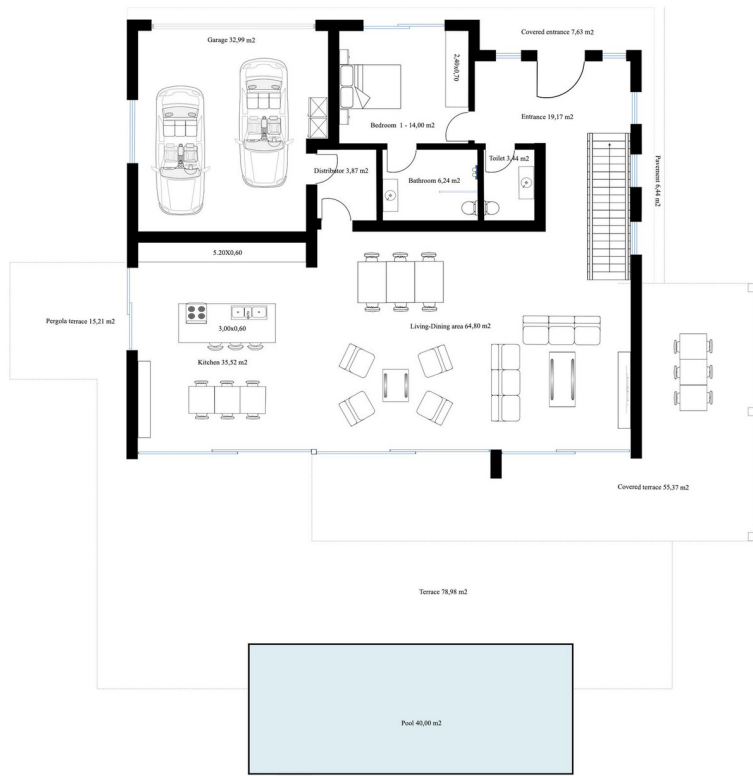 Covered entrance 7,63 m2
Garage 32,99 m2
2,40x0,70
Bedroom 1 - 14,00 m2
Entrance 19,17 m2
Toilet 3,44 m2
Distributor 3,87 m2
Bathroom 6,24 m2
Pavement 6,44 m2
5.20X0,60
Pergola terrace 15,21 m2
3,00x0,60
Living-Dining area 64,80 m2
Kitchen 35,52 m2
Covered terrace 55,37 m2
Terrace 78,98 m2
Pool 40,00 m2